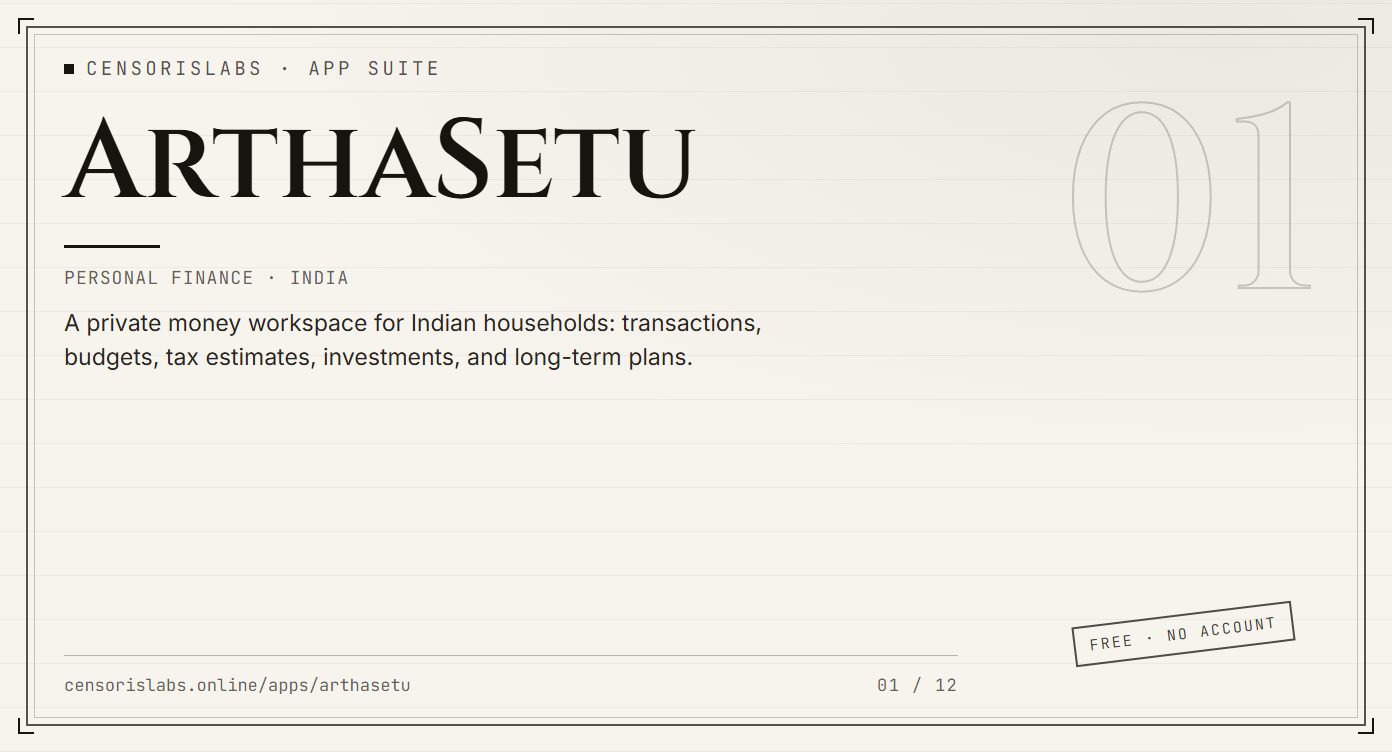 CENSORISLABS · APP SUITE
ARTHASETU
01
PERSONAL FINANCE · INDIA
A private money workspace for Indian households: transactions,
budgets, tax estimates, investments, and long-term plans.
FREE · NO ACCOUNT
censorislabs.online/apps/arthasetu
01 / 12